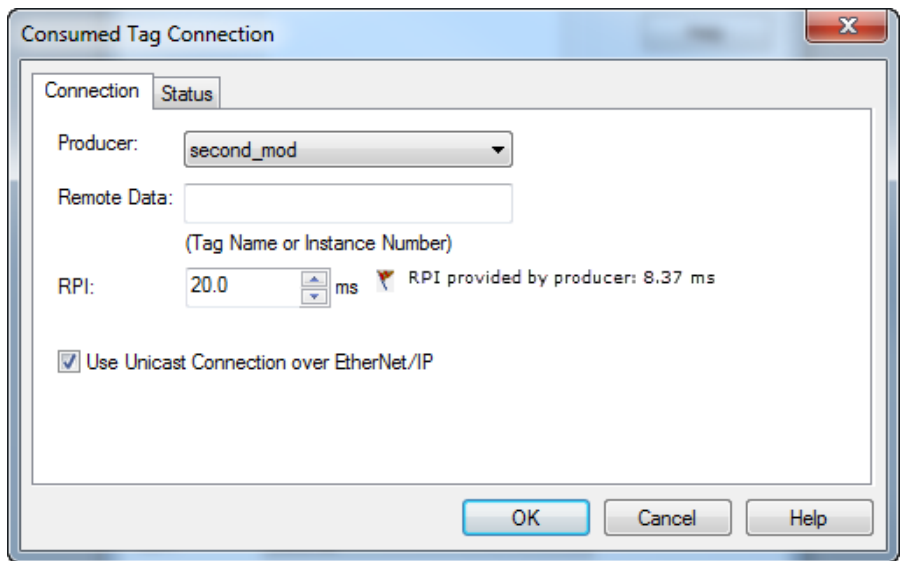 Consumed Tag Connection
Connection Status
Producer: second_mod
Remote Data:
(Tag Name or Instance Number)
RPI: 20.0 ms RPI provided by producer: 8.37 ms
Use Unicast Connection over EtherNet/IP
OK Cancel Help